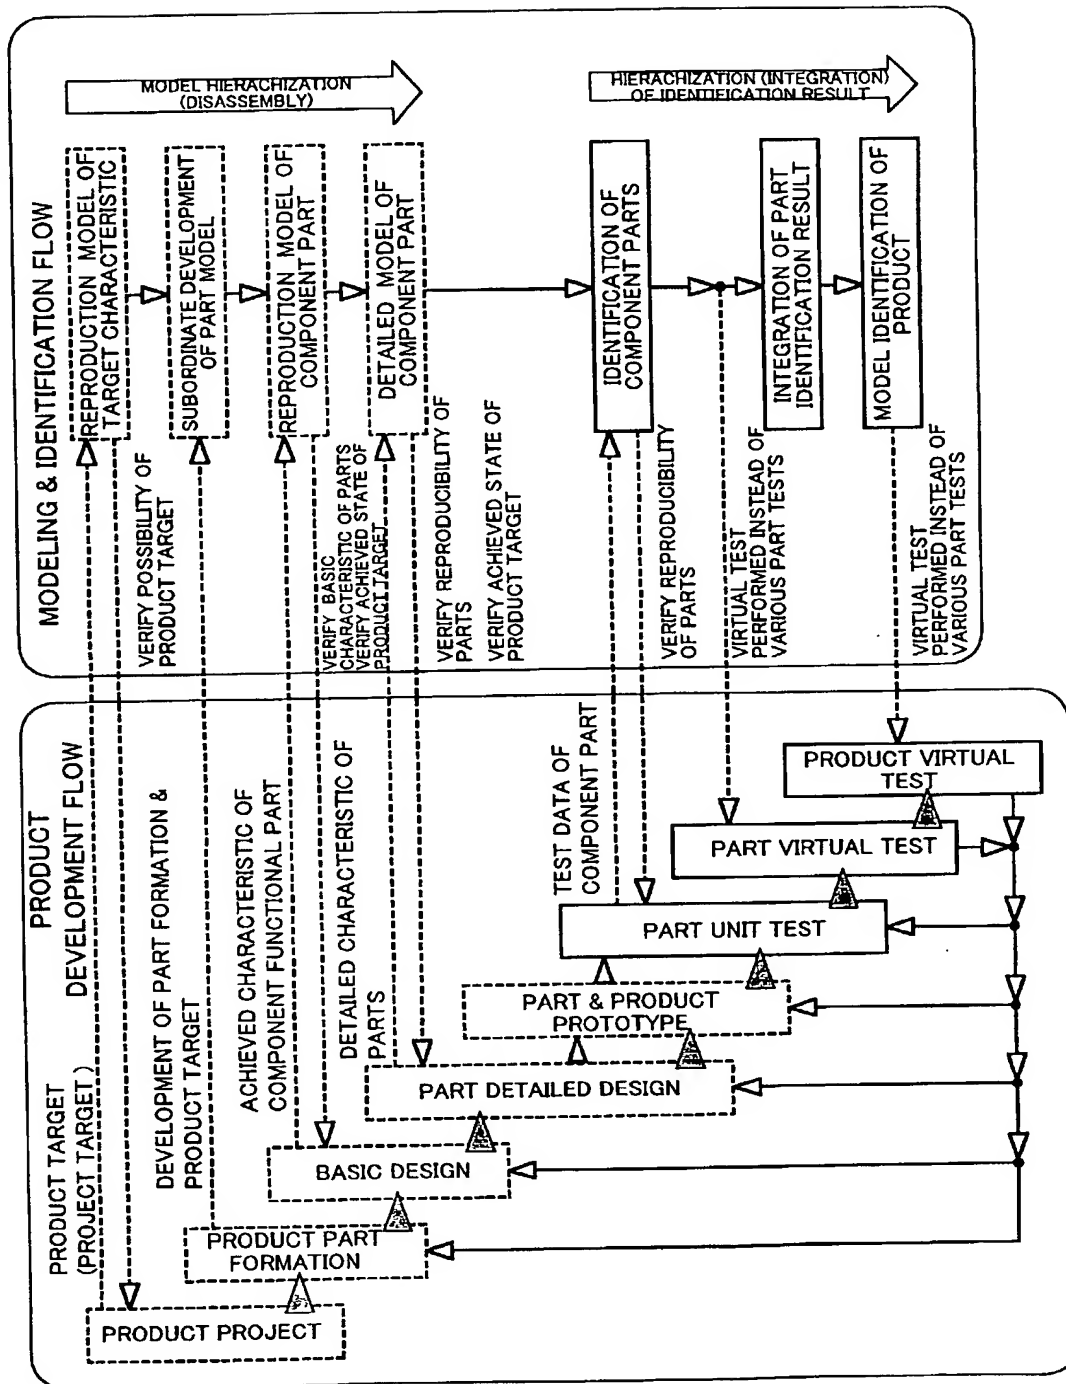 MODELING & IDENTIFICATION FLOW
MODEL HIERACHIZATION
(DISASSEMBLY)
HIERACHIZATION (INTEGRATION)
OF IDENTIFICATION RESULT
REPRODUCTION MODEL OF
TARGET CHARACTERISTIC
SUBORDINATE DEVELOPMENT
OF PART MODEL
REPRODUCTION MODEL OF
COMPONENT PART
DETAILED MODEL OF
COMPONENT PART
IDENTIFICATION OF
COMPONENT PARTS
INTEGRATION OF PART
IDENTIFICATION RESULT
MODEL IDENTIFICATION OF
PRODUCT
VERIFY POSSIBILITY OF
PRODUCT TARGET
VERIFY BASIC
CHARACTERISTIC OF PARTS
VERIFY ACHIEVED STATE OF
PRODUCT TARGET
VERIFY REPRODUCIBILITY OF
PARTS
VERIFY ACHIEVED STATE OF
PRODUCT TARGET
VERIFY REPRODUCIBILITY
OF PARTS
VIRTUAL TEST
PERFORMED INSTEAD OF
VARIOUS PART TESTS
VIRTUAL TEST
PERFORMED INSTEAD OF
VARIOUS PART TESTS
PRODUCT
DEVELOPMENT FLOW
PRODUCT TARGET
(PROJECT TARGET)
DEVELOPMENT OF PART FORMATION &
PRODUCT TARGET
ACHIEVED CHARACTERISTIC OF
COMPONENT FUNCTIONAL PART
DETAILED CHARACTERISTIC OF
PARTS
TEST DATA OF
COMPONENT PART
PRODUCT VIRTUAL
TEST
PART VIRTUAL TEST
PART UNIT TEST
PART & PRODUCT
PROTOTYPE
PART DETAILED DESIGN
BASIC DESIGN
PRODUCT PART
FORMATION
PRODUCT PROJECT